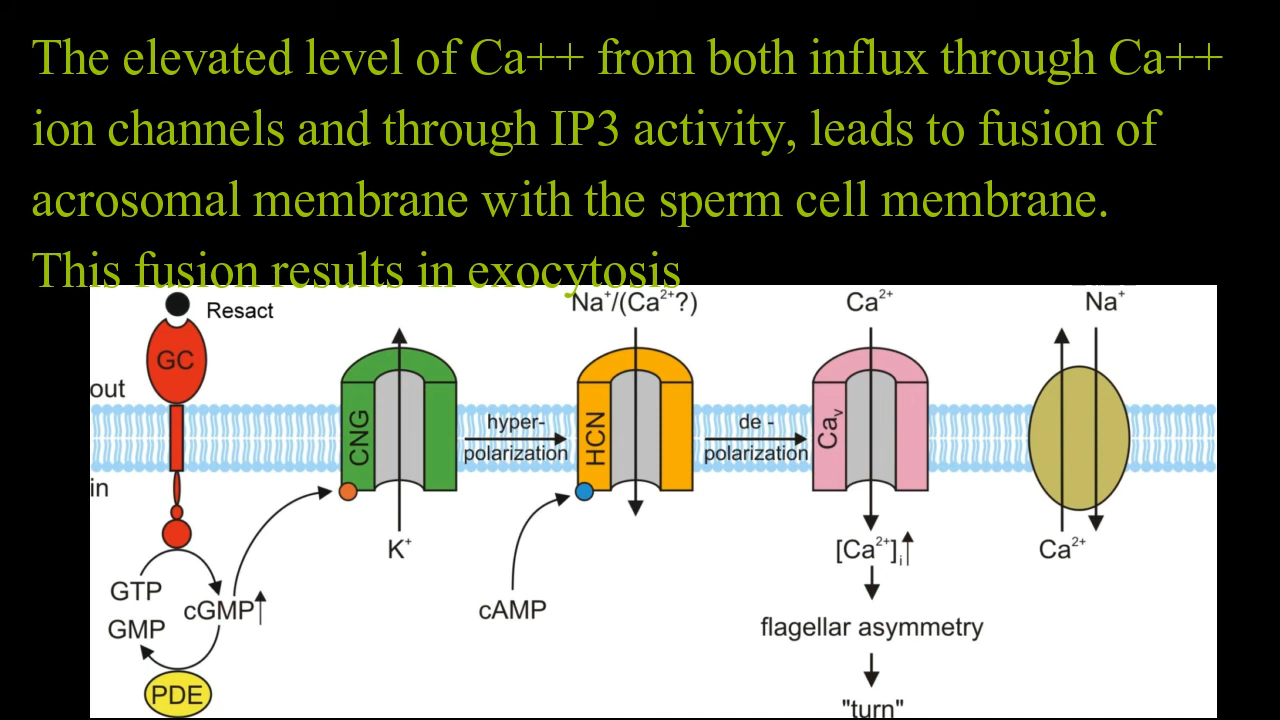 The elevated level of Ca++ from both influx through Ca++
ion channels and through IP3 activity, leads to fusion of
acrosomal membrane with the sperm cell membrane.
This fusion results in exocytosis
Resact
Na⁺/(Ca²⁺?)
Ca²⁺
Na⁺
GC
out
CNG
hyper-
polarization
HCN
de -
polarization
Caᵥ
in
K⁺
[Ca²⁺]ᵢ
Ca²⁺
GTP
cGMP
cAMP
GMP
flagellar asymmetry
PDE
"turn"